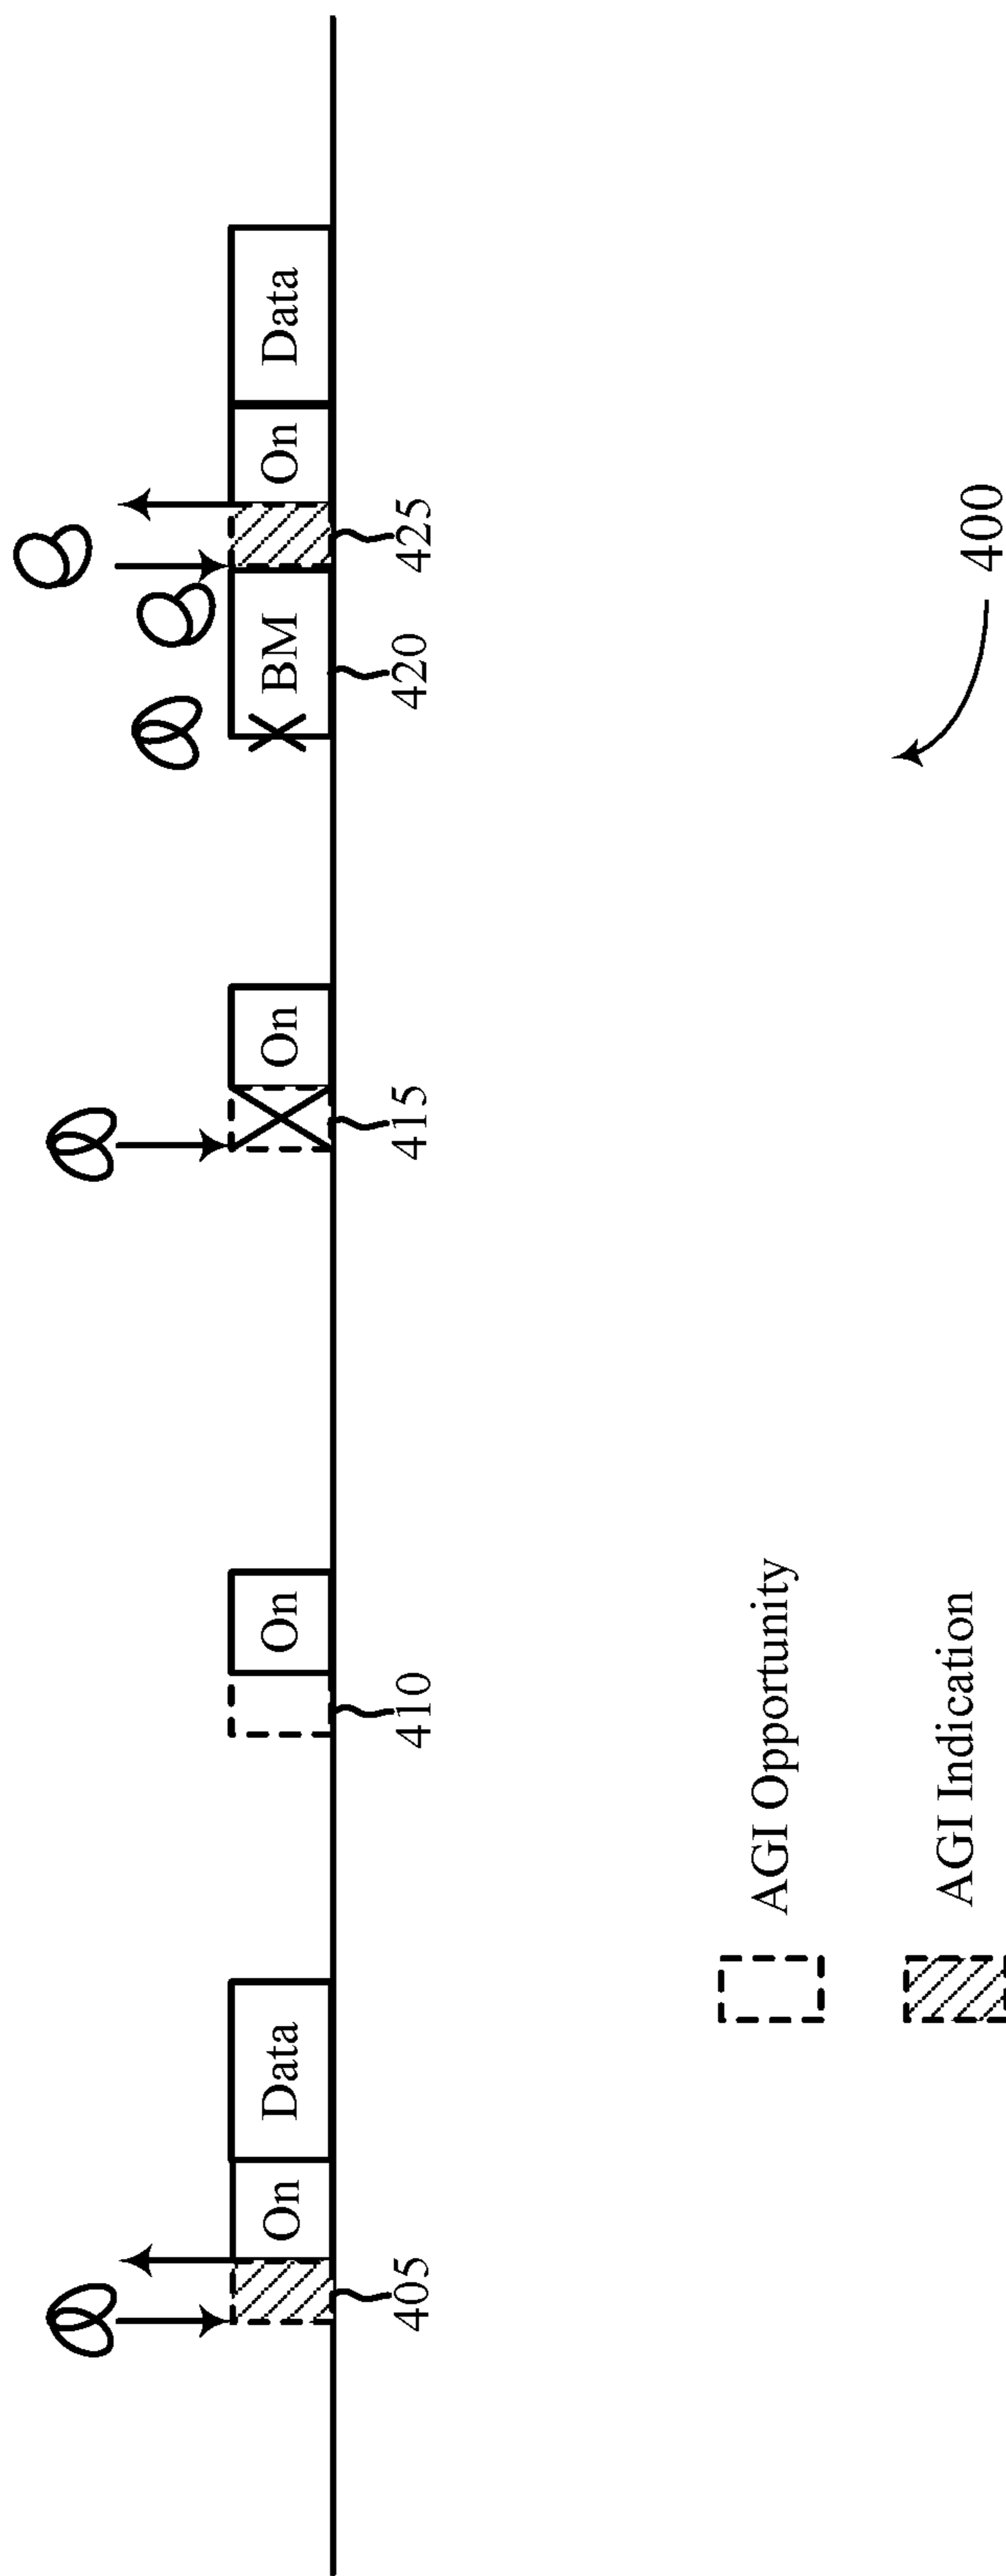 On
Data
On
On
BM
On
Data
405
410
415
420
425
AGI Opportunity
AGI Indication
400